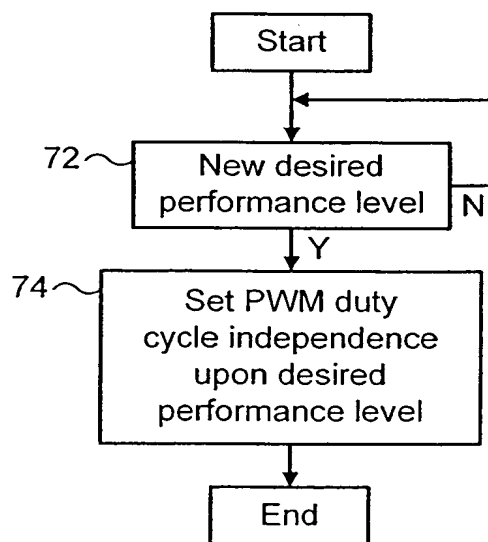 Start
72
New desired
performance level
N
Y
74
Set PWM duty
cycle independence
upon desired
performance level
End